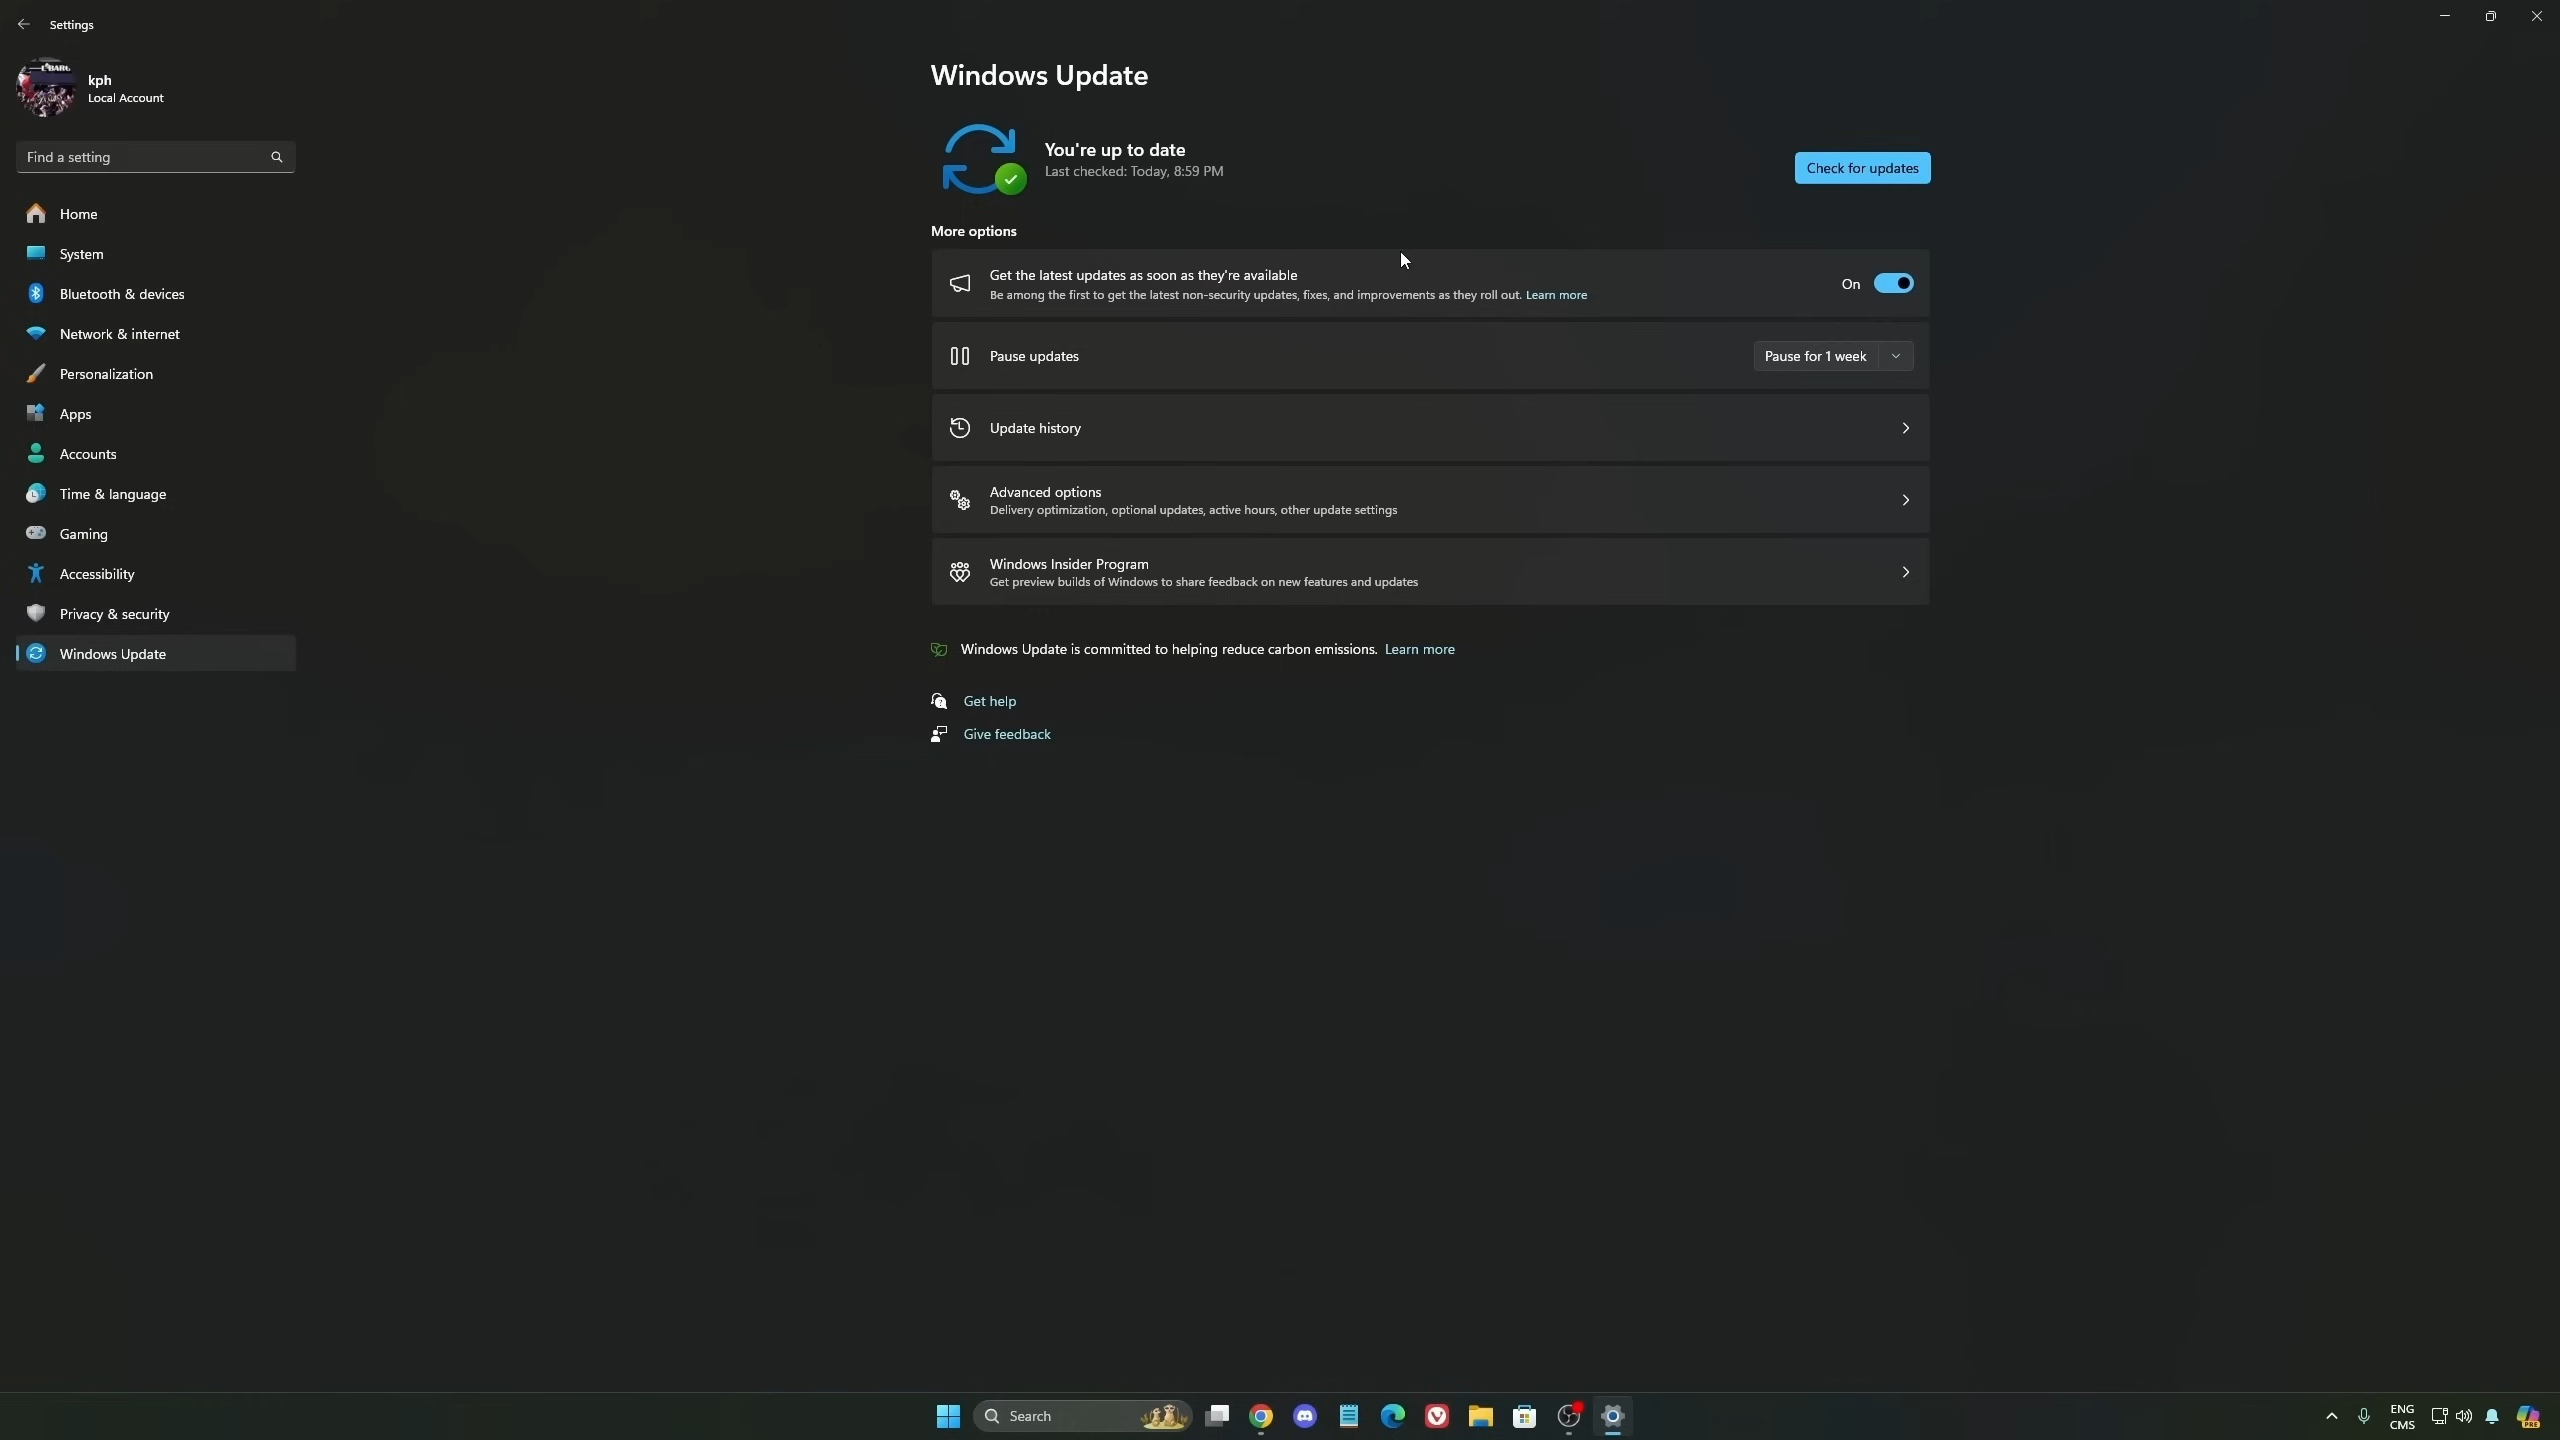 Settings
kph
Local Account
Find a setting
Home
System
Bluetooth & devices
Network & internet
Personalization
Apps
Accounts
Time & language
Gaming
Accessibility
Privacy & security
Windows Update
Windows Update
You're up to date
Last checked: Today, 8:59 PM
Check for updates
More options
Get the latest updates as soon as they're available
Be among the first to get the latest non-security updates, fixes, and improvements as they roll out. Learn more
On
Pause updates
Pause for 1 week
Update history
Advanced options
Delivery optimization, optional updates, active hours, other update settings
Windows Insider Program
Get preview builds of Windows to share feedback on new features and updates
Windows Update is committed to helping reduce carbon emissions. Learn more
Get help
Give feedback
Search
ENG
CMS
PRE